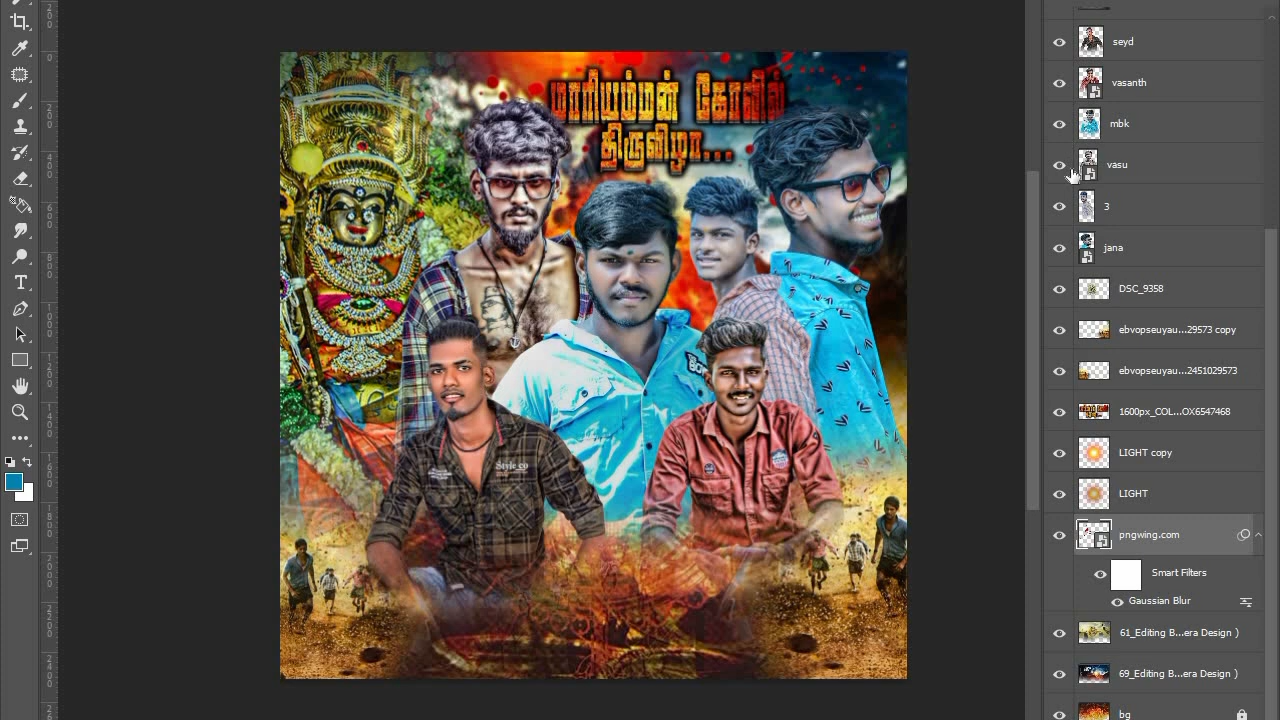 மாரியம்மன் கோவில்
திருவிழா...
Style_co
seyd
vasanth
mbk
vasu
3
jana
DSC_9358
ebvopseuyau...29573 copy
ebvopseuyau...2451029573
1600px_COL...OX6547468
LIGHT copy
LIGHT
pngwing.com
Smart Filters
Gaussian Blur
61_Editing B...era Design )
69_Editing B...era Design )
bg